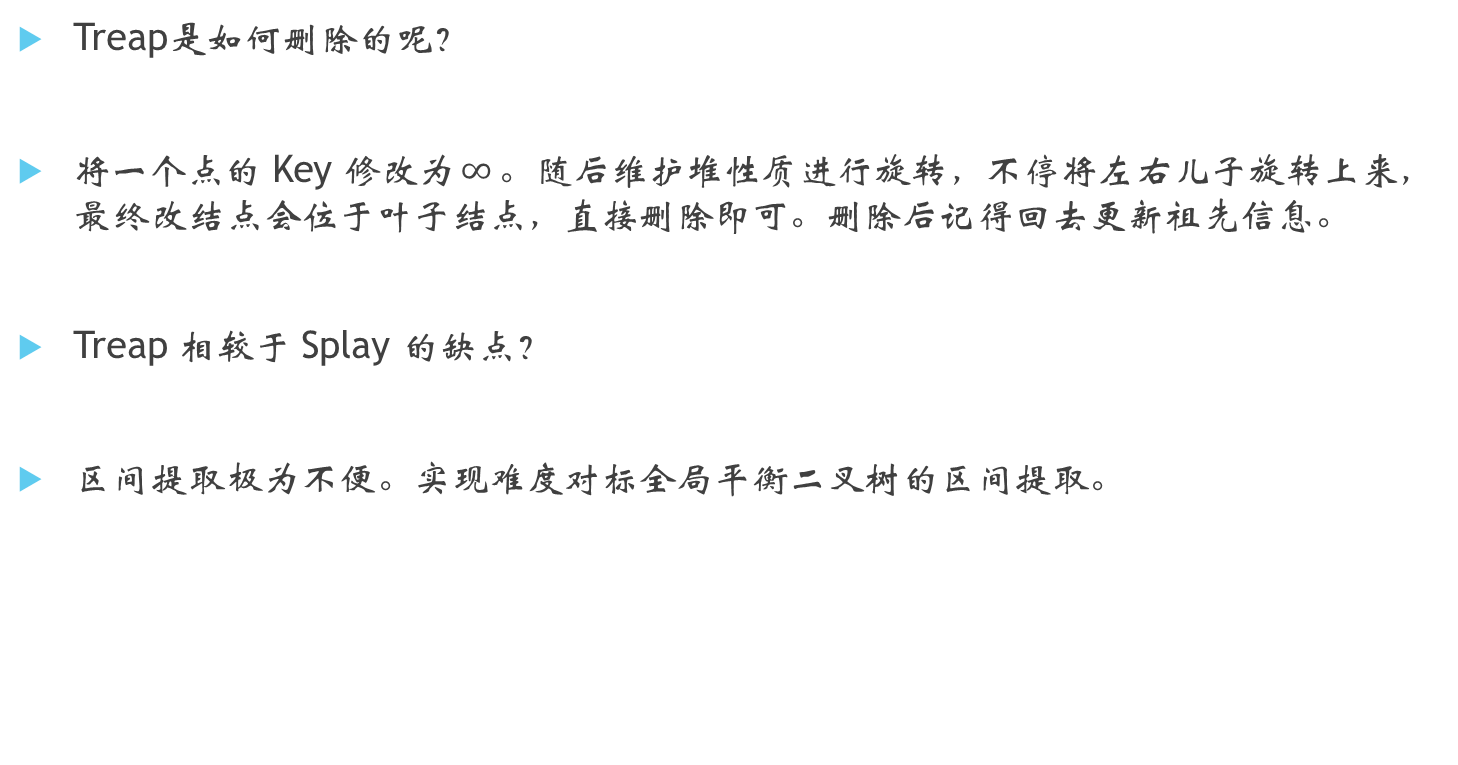 Treap是如何删除的呢?
将一个点的 Key 修改为∞。随后维护堆性质进行旋转，不停将左右儿子旋转上来，
最终改结点会位于叶子结点，直接删除即可。删除后记得回去更新祖先信息。
Treap 相较于 Splay 的缺点?
区间提取极为不便。实现难度对标全局平衡二叉树的区间提取。